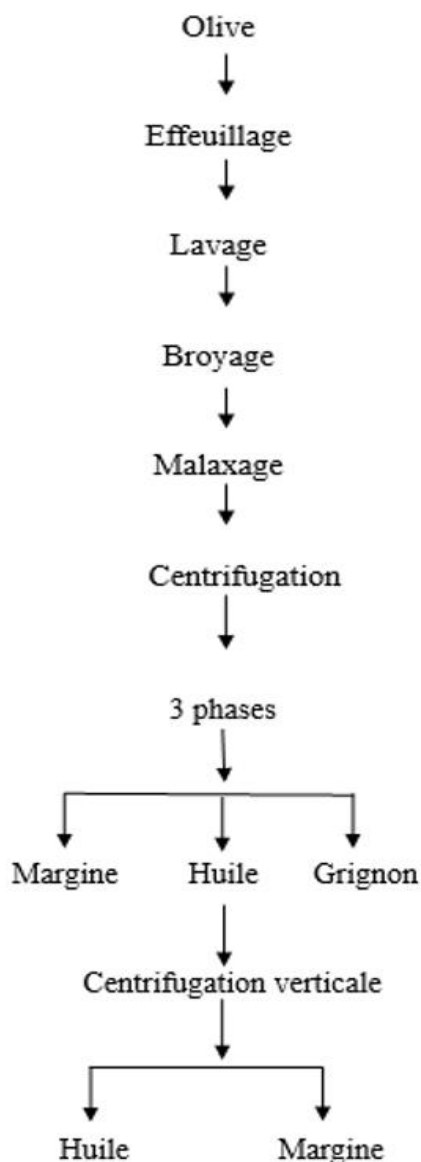 Olive
Effeuillage
Lavage
Broyage
Malaxage
Centrifugation
3 phases
Margine Huile Grignon
Centrifugation verticale
Huile Margine